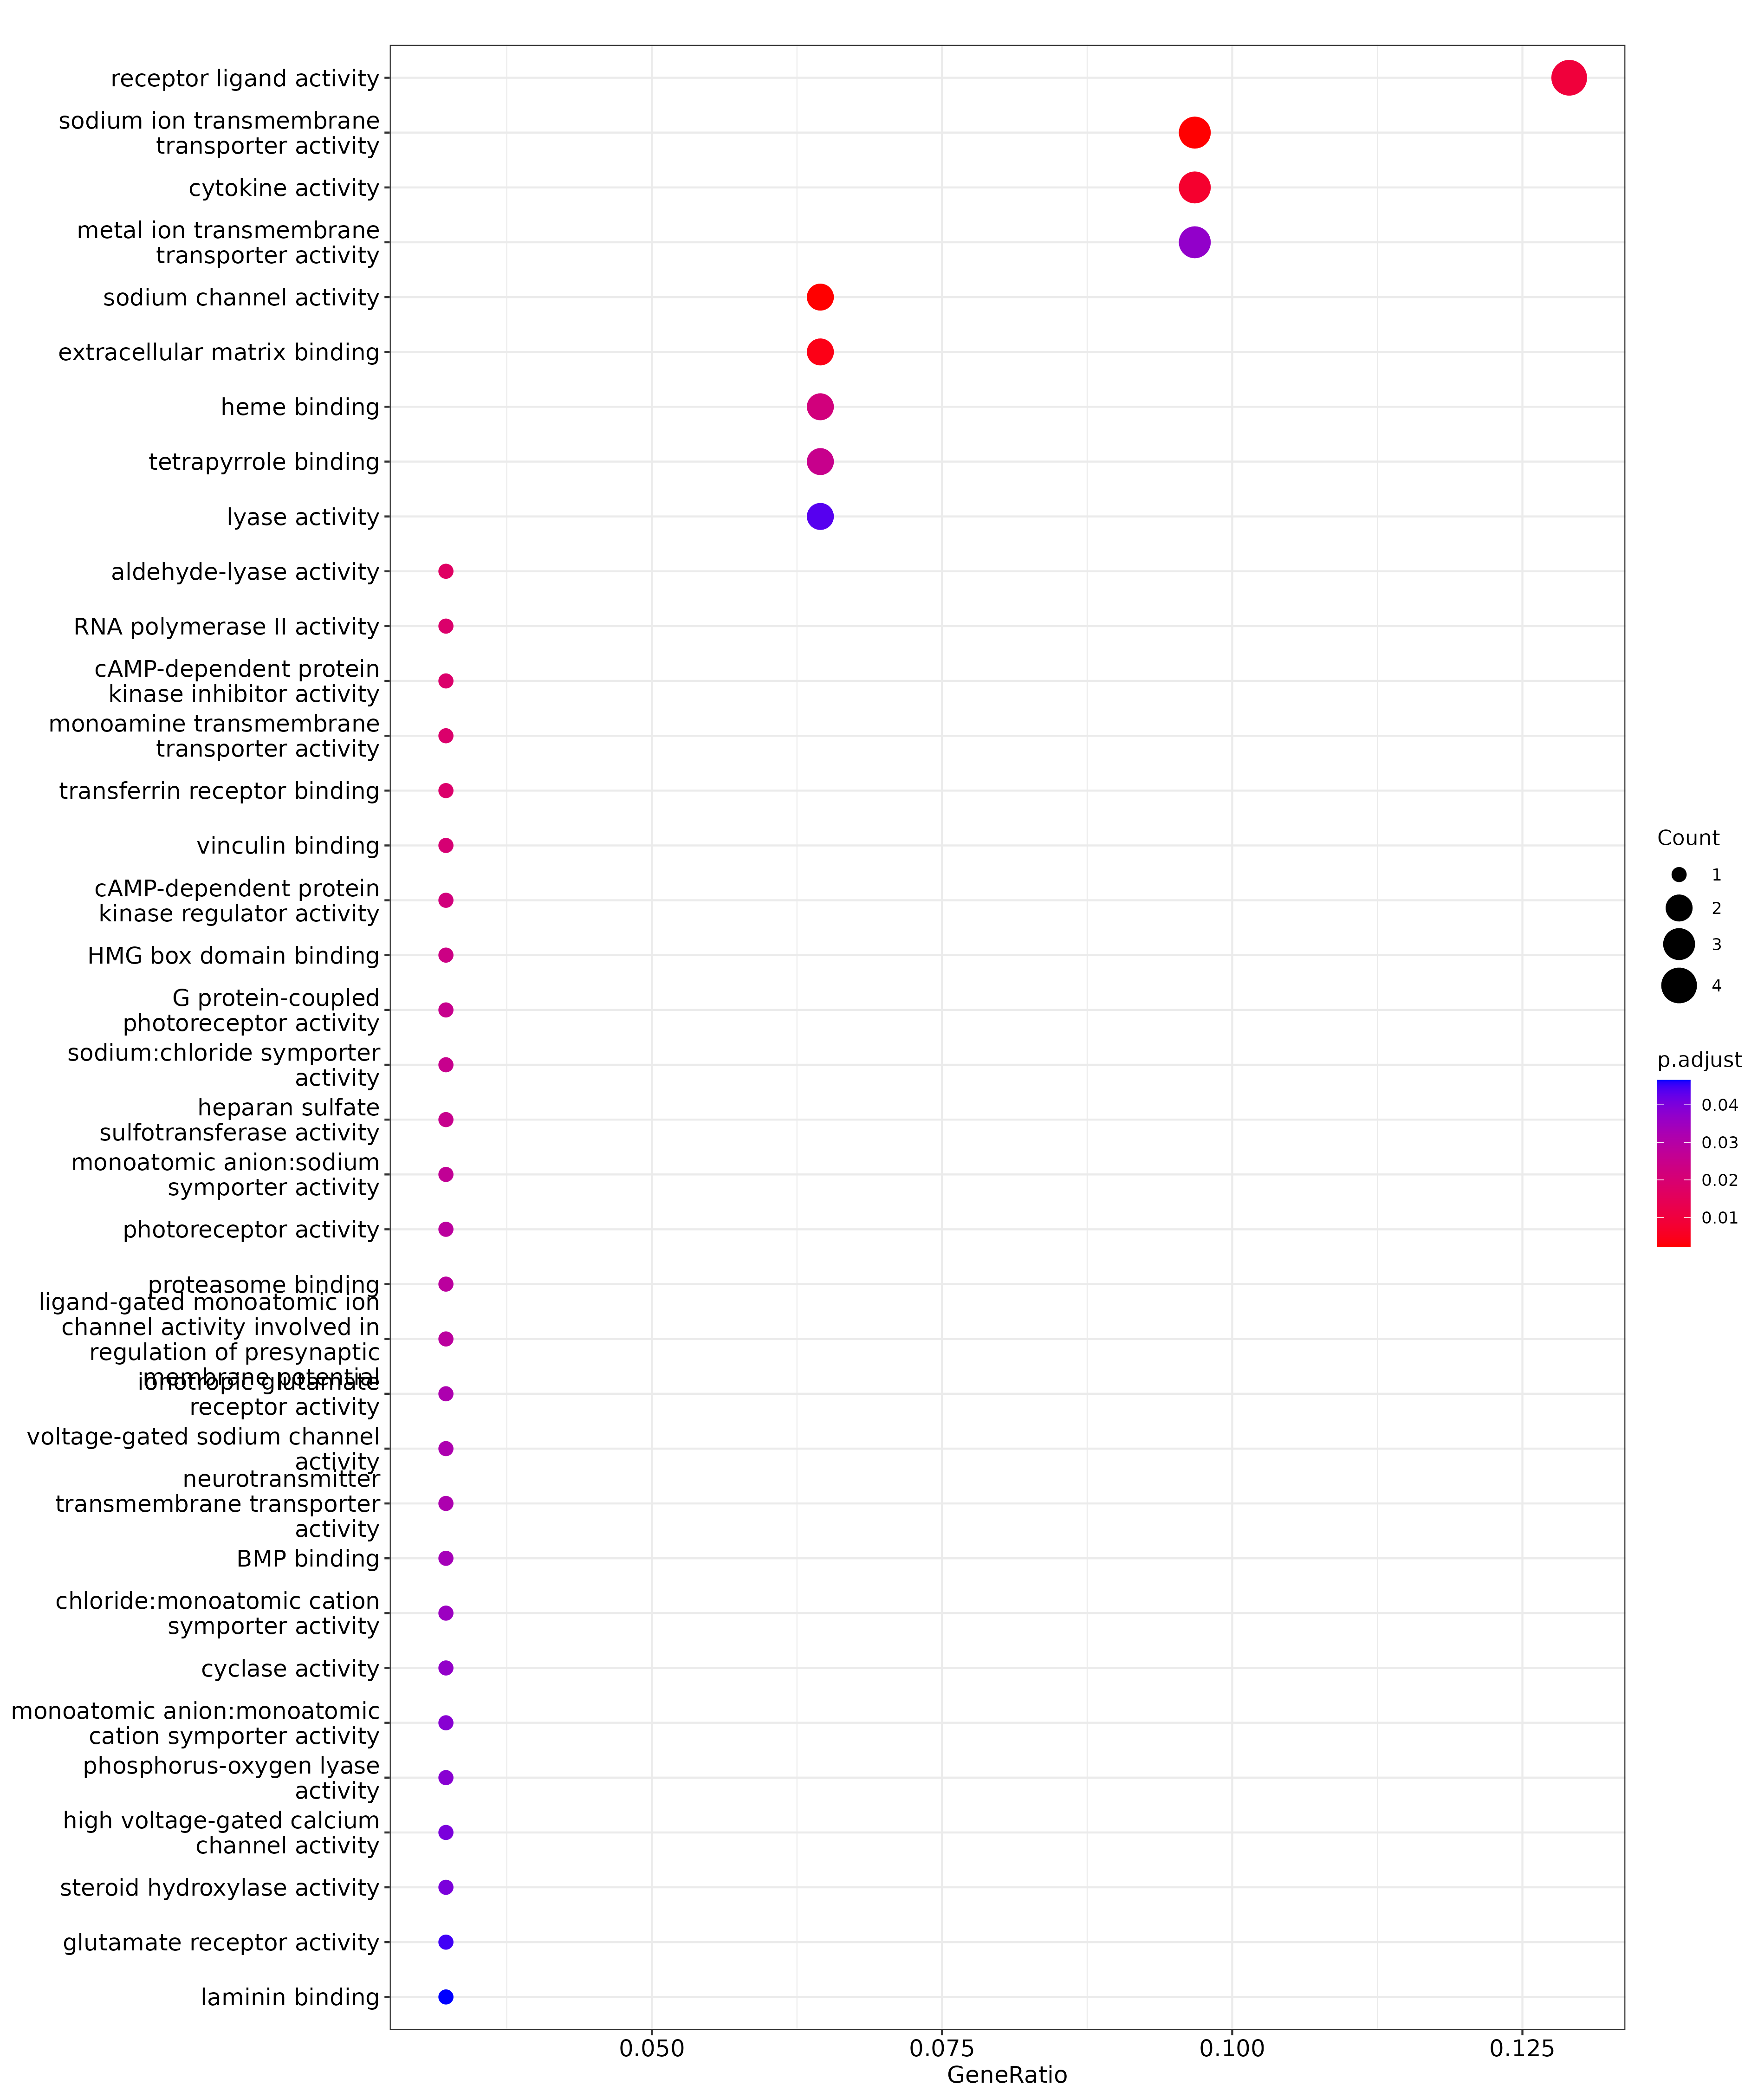 receptor ligand activity
sodium ion transmembrane
transporter activity
cytokine activity
metal ion transmembrane
transporter activity
sodium channel activity
extracellular matrix binding
heme binding
tetrapyrrole binding
lyase activity
aldehyde-lyase activity
RNA polymerase II activity
cAMP-dependent protein
kinase inhibitor activity
monoamine transmembrane
transporter activity
transferrin receptor binding
vinculin binding
cAMP-dependent protein
kinase regulator activity
HMG box domain binding
G protein-coupled
photoreceptor activity
sodium:chloride symporter
activity
heparan sulfate
sulfotransferase activity
monoatomic anion:sodium
symporter activity
photoreceptor activity
proteasome binding
ligand-gated monoatomic ion
channel activity involved in
regulation of presynaptic
membrane potential
ionotropic glutamate
receptor activity
voltage-gated sodium channel
activity
neurotransmitter
transmembrane transporter
activity
BMP binding
chloride:monoatomic cation
symporter activity
cyclase activity
monoatomic anion:monoatomic
cation symporter activity
phosphorus-oxygen lyase
activity
high voltage-gated calcium
channel activity
steroid hydroxylase activity
glutamate receptor activity
laminin binding
0.050
0.075
0.100
0.125
GeneRatio
Count
1
2
3
4
p.adjust
0.04
0.03
0.02
0.01